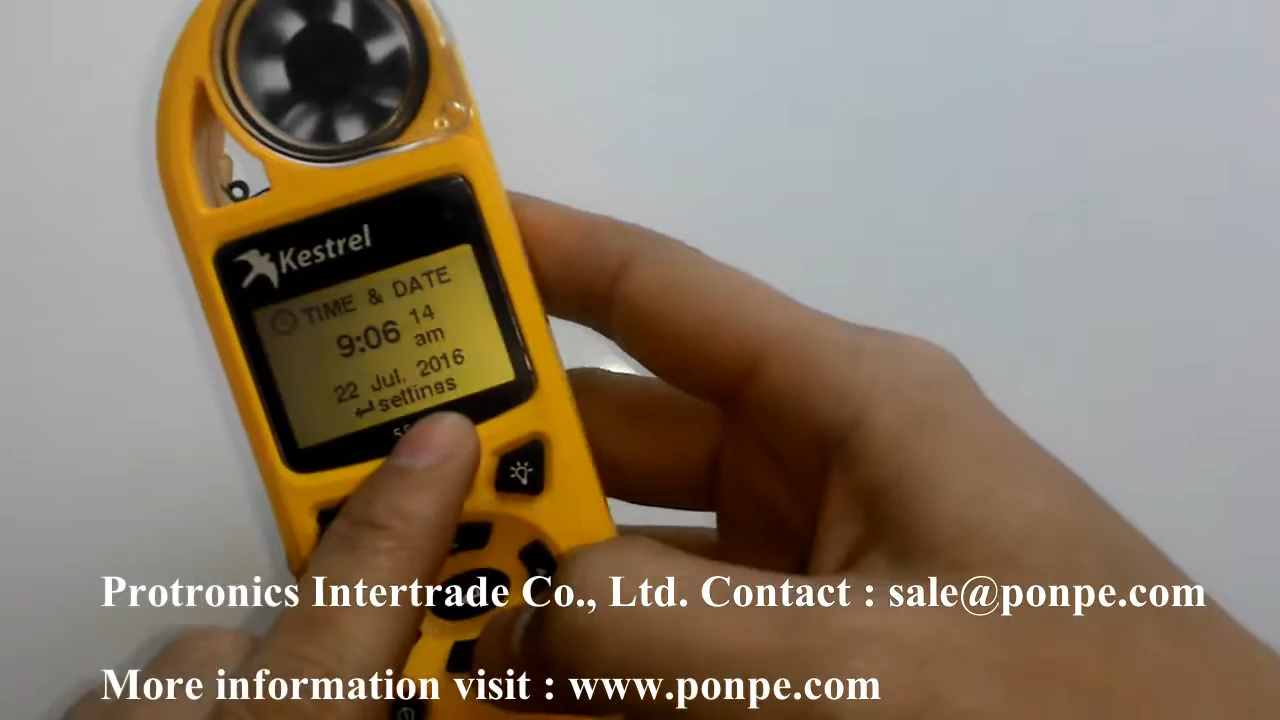 Kestrel
TIME & DATE
9:06 14 am
22 Jul, 2016
settings
Protronics Intertrade Co., Ltd. Contact : sale@ponpe.com
More information visit : www.ponpe.com